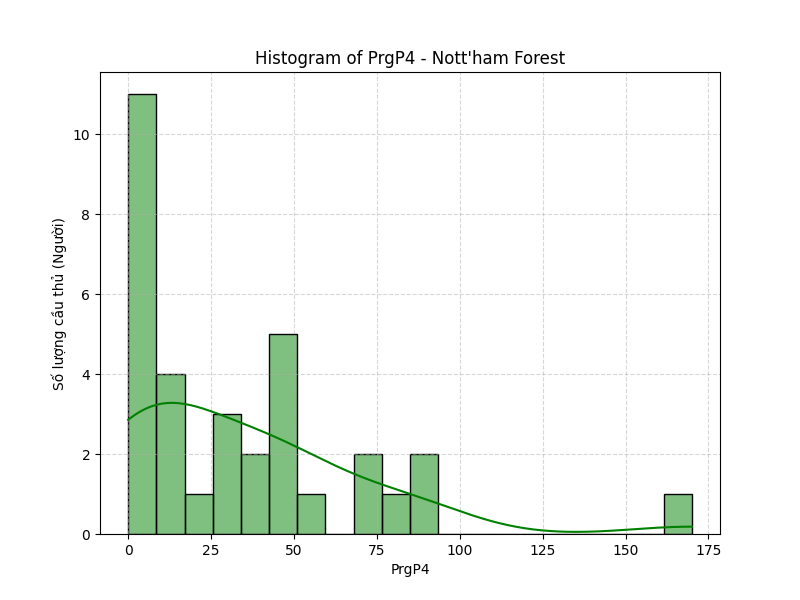 Histogram of PrgP4 - Nott'ham Forest
Số lượng cầu thủ (Người)
10
8
6
4
2
0
0 25 50 75 100 125 150 175
PrgP4